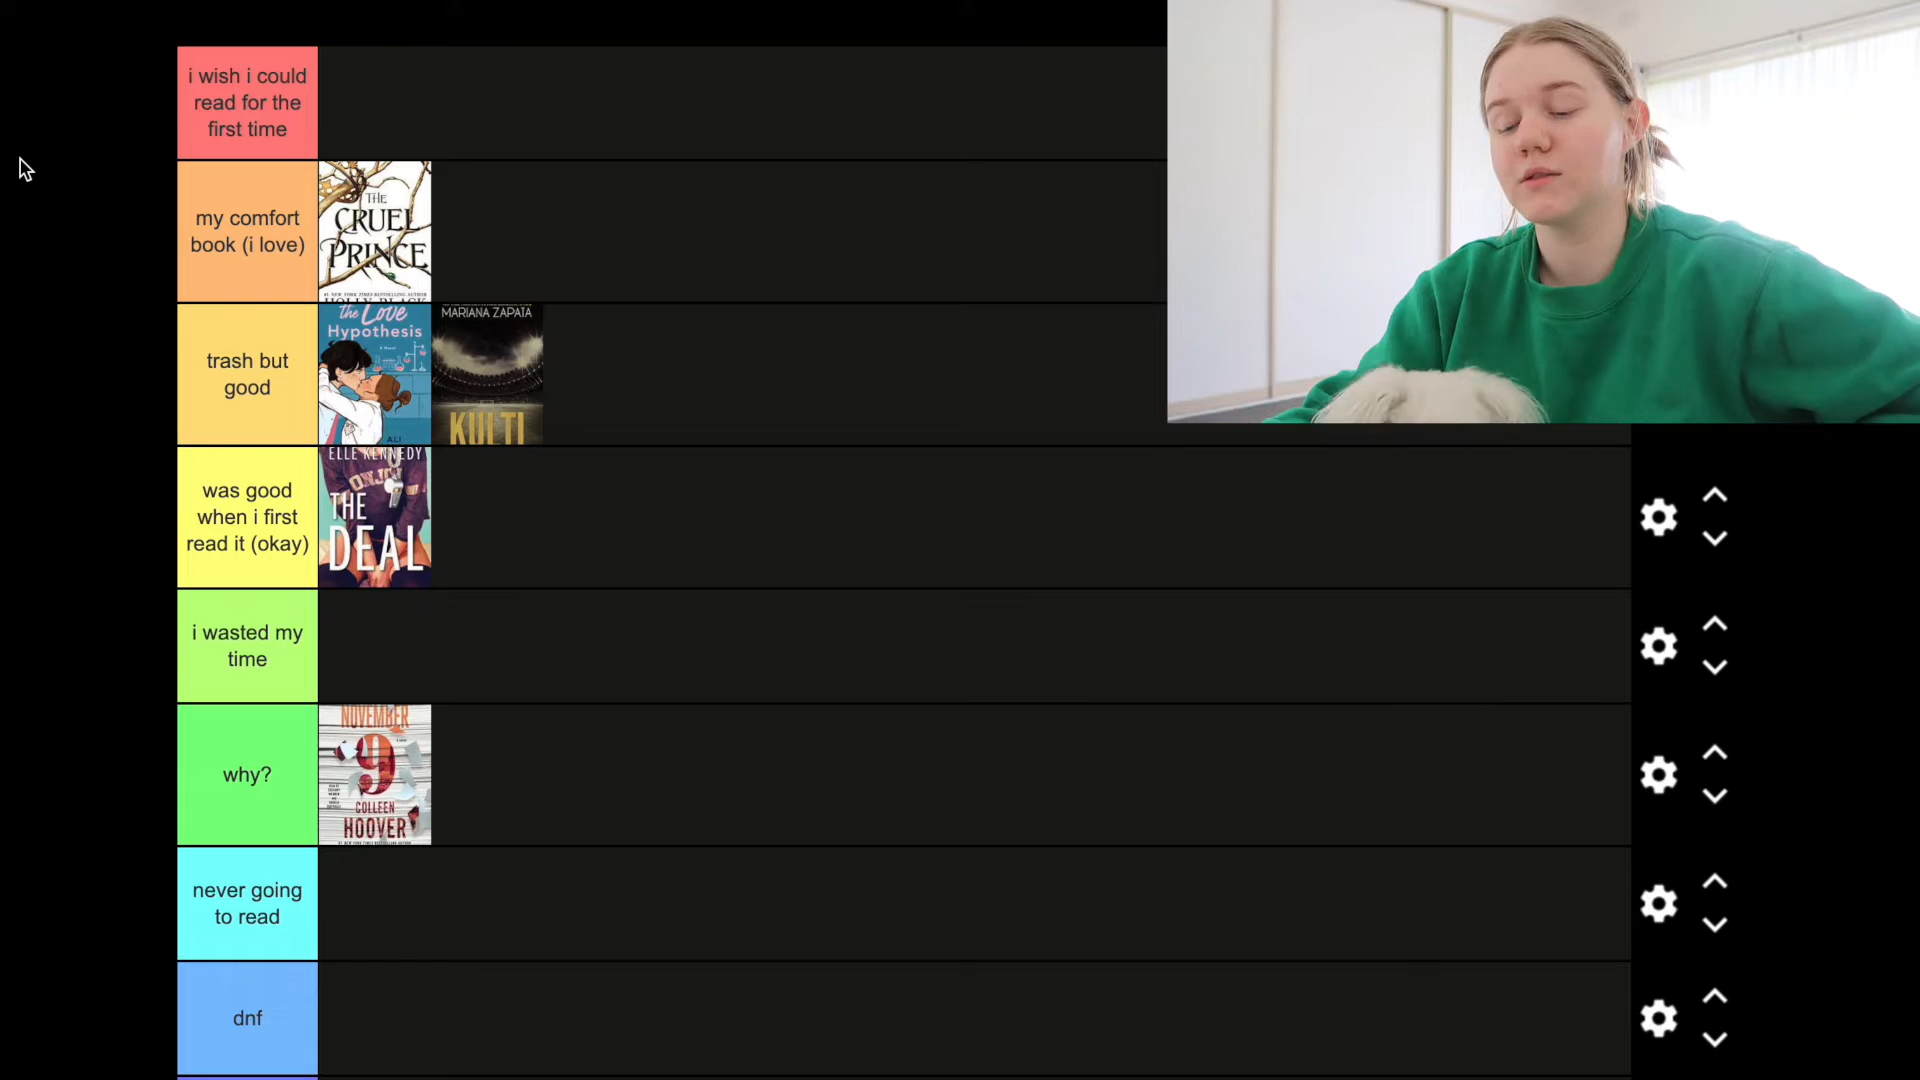 i wish i could
read for the
first time
my comfort
book (i love)
THE
CRUEL
PRINCE
trash but
good
the Love
Hypothesis
A Novel
ALI
MARIANA ZAPATA
KULTI
was good
when i first
read it (okay)
ELLE KENNEDY
THE
DEAL
i wasted my
time
why?
NOVEMBER
9
COLLEEN
HOOVER
never going
to read
dnf